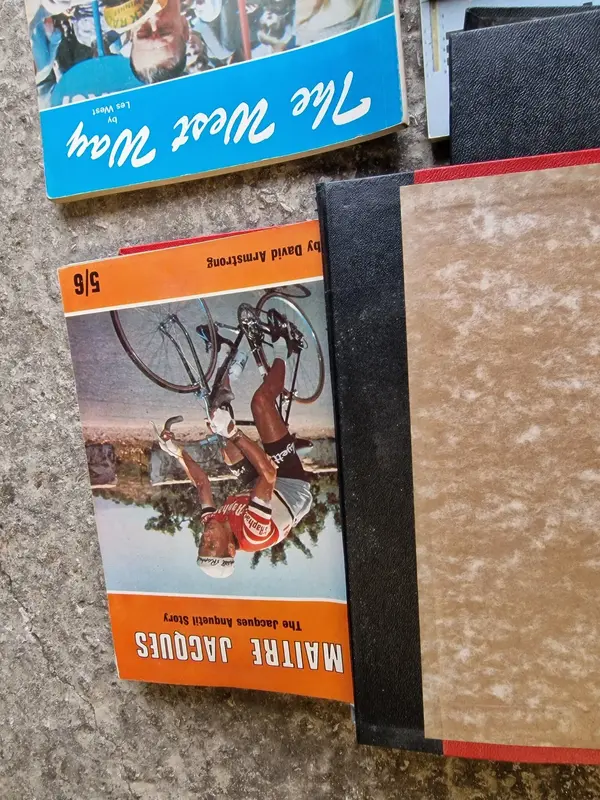 The West Way
by
Les West
MAITRE JACQUES
The Jacques Anquetil Story
by David Armstrong
5/6